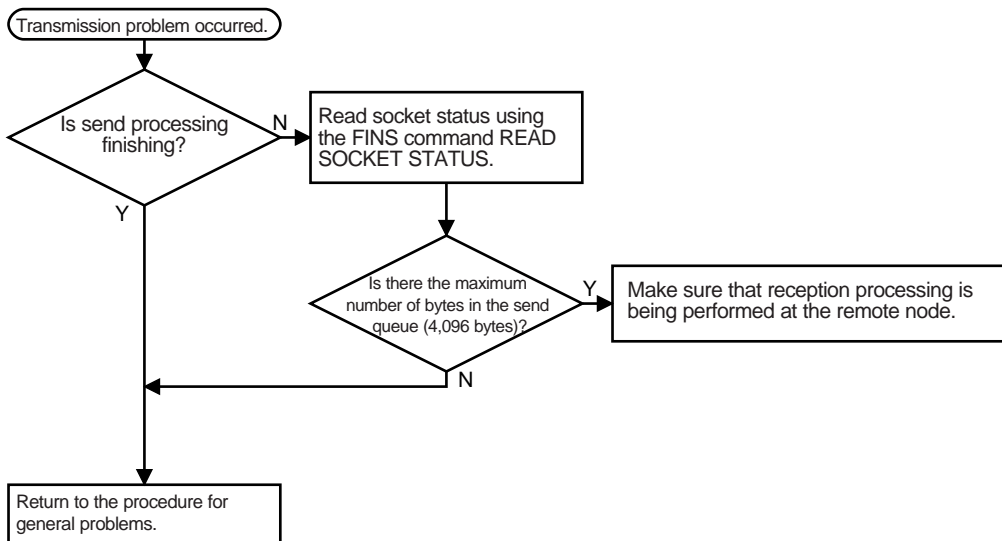 Transmission problem occurred.
Is send processing
finishing?
N
Read socket status using
the FINS command READ
SOCKET STATUS.
Y
Is there the maximum
number of bytes in the send
queue (4,096 bytes)?
Y
Make sure that reception processing is
being performed at the remote node.
N
Return to the procedure for
general problems.